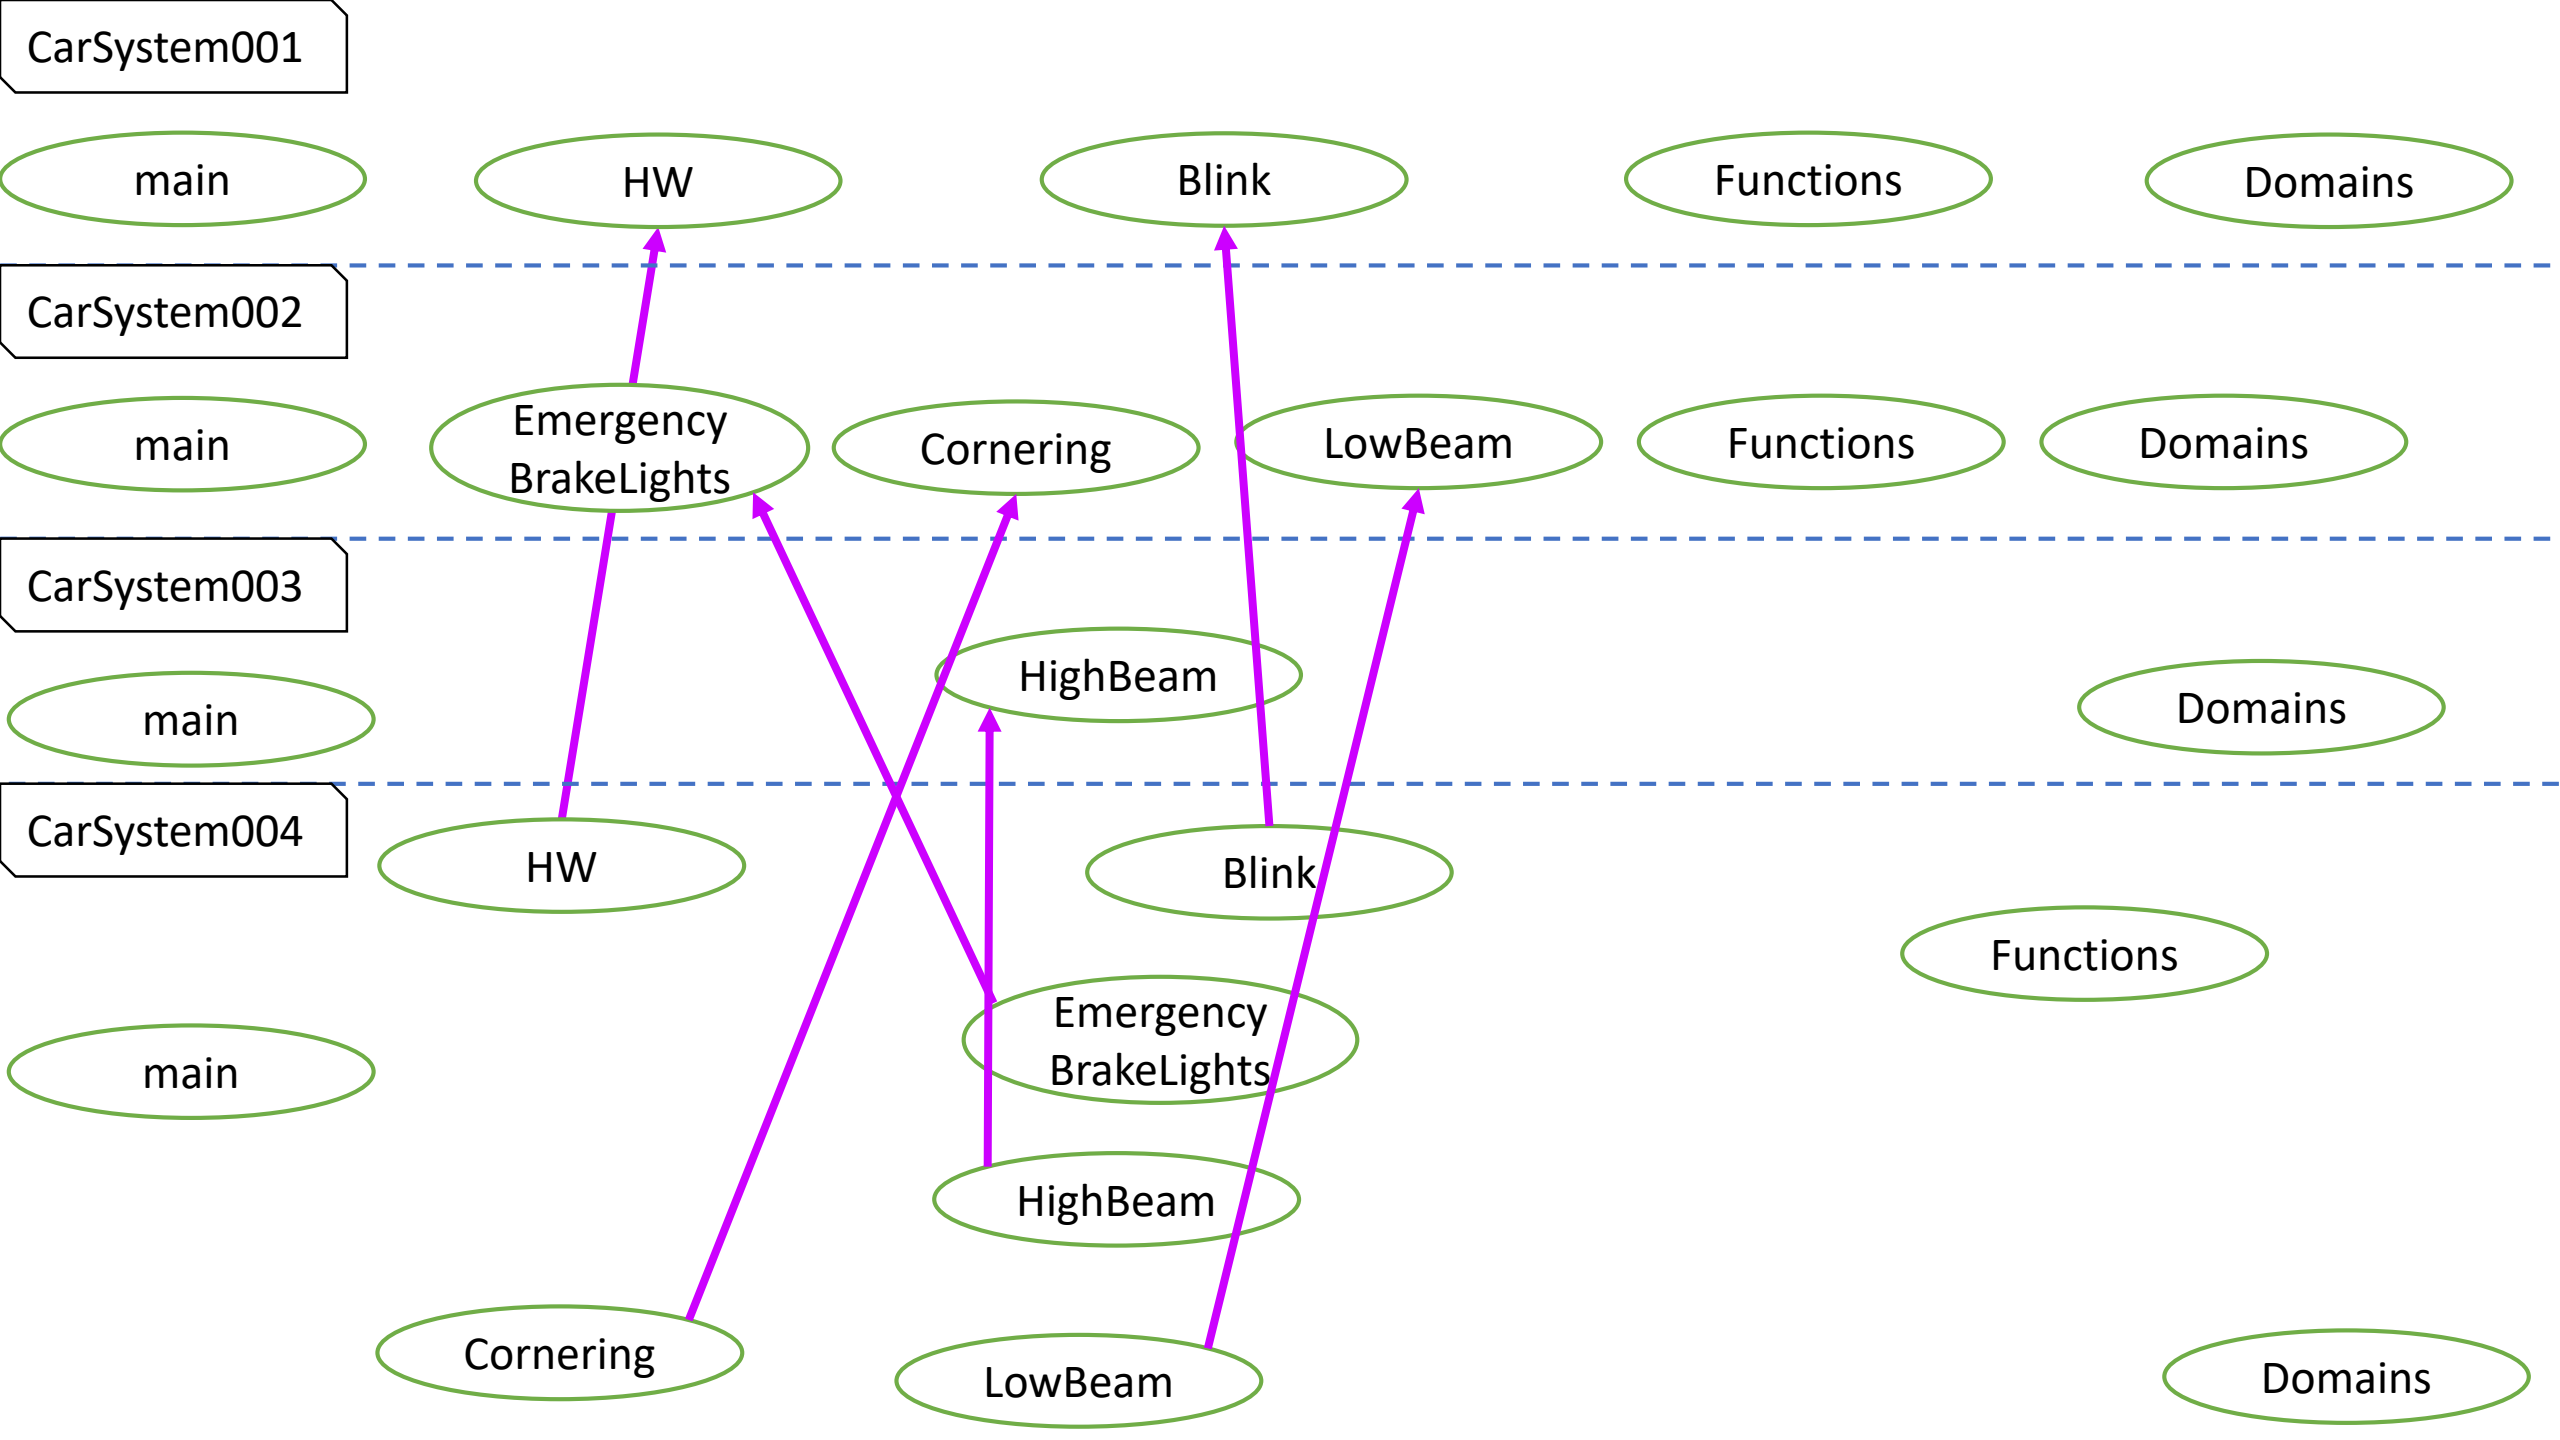 CarSystem001
main
HW
Blink
Functions
Domains
CarSystem002
main
Emergency
BrakeLights
Cornering
LowBeam
Functions
Domains
CarSystem003
main
HighBeam
Domains
CarSystem004
HW
Blink
Functions
Emergency
BrakeLights
main
HighBeam
Cornering
LowBeam
Domains